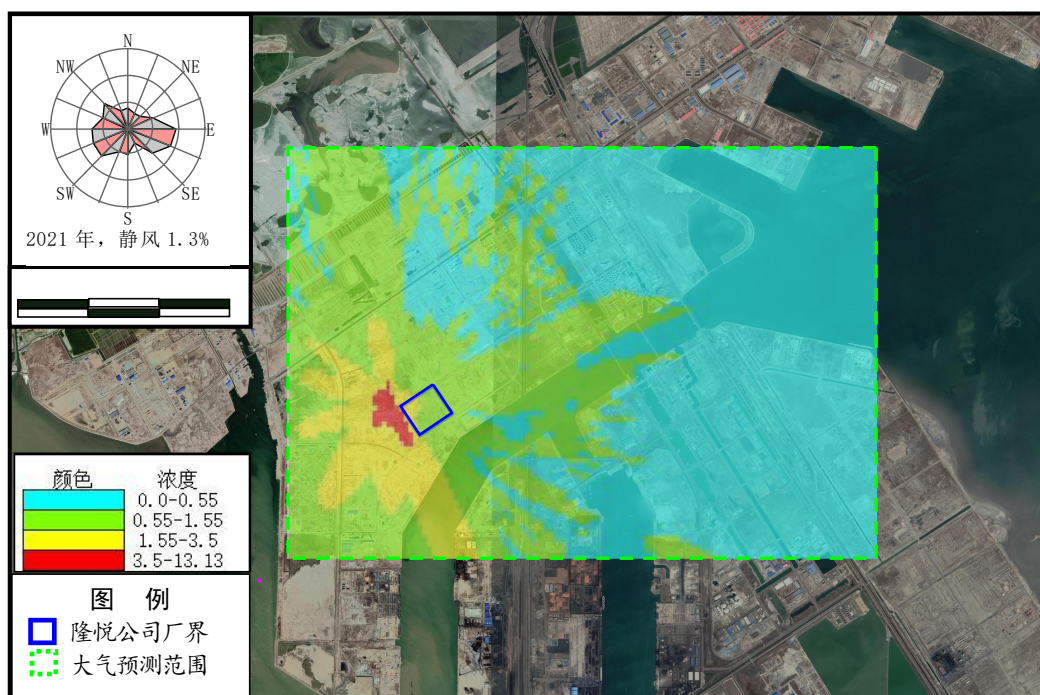 N
NW NE
W E
SW SE
S
2021 年，静风 1.3%
颜色 浓度
0.0-0.55
0.55-1.55
1.55-3.5
3.5-13.13
图 例
隆悦公司厂界
大气预测范围